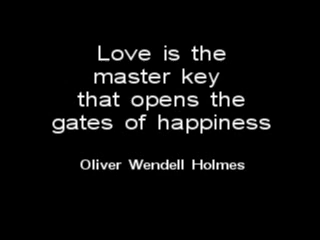 Love is the
master key
that opens the
gates of happiness
Oliver Wendell Holmes